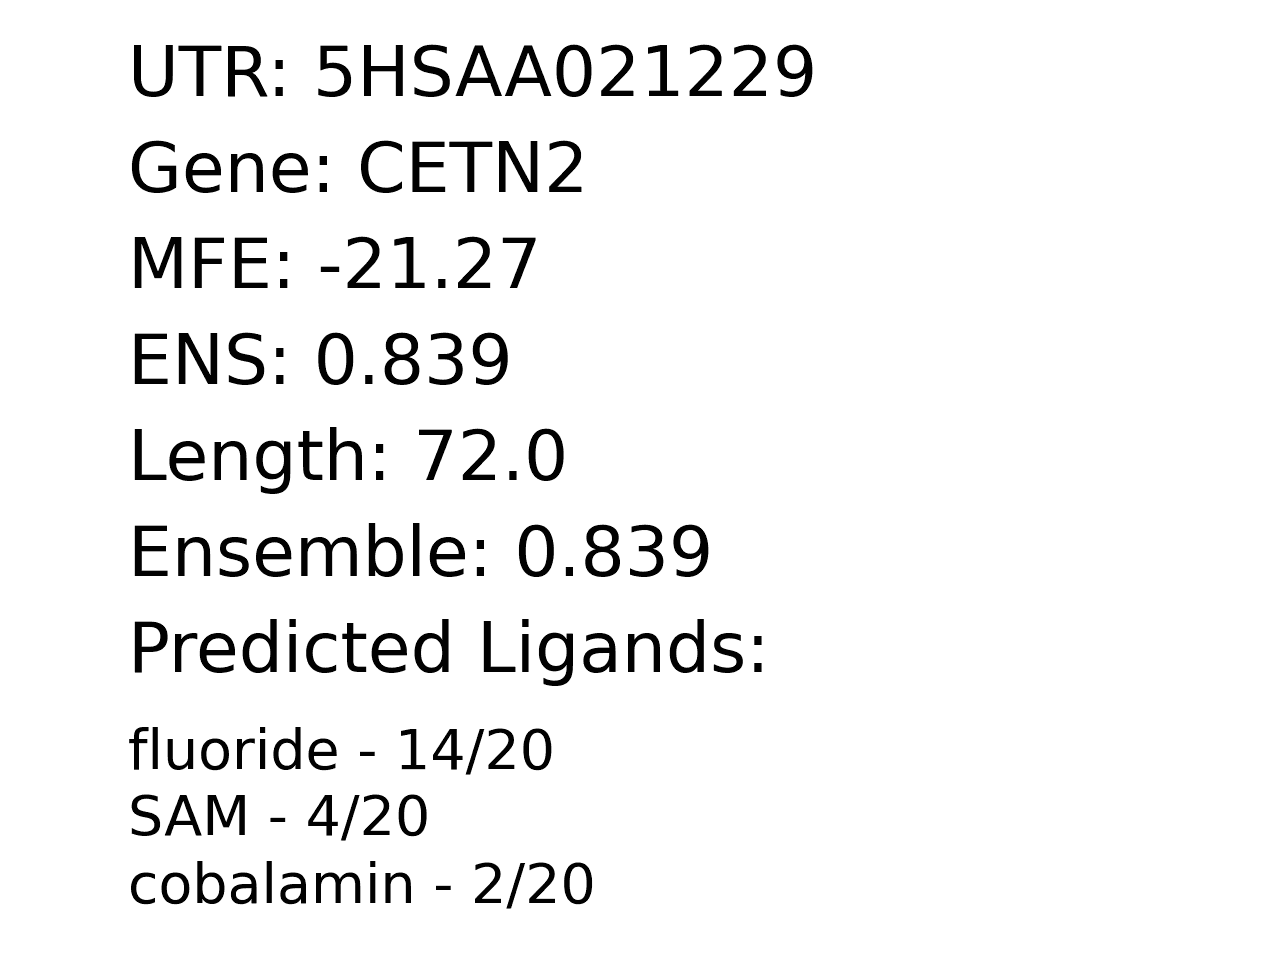 UTR: 5HSAA021229
Gene: CETN2
MFE: -21.27
ENS: 0.839
Length: 72.0
Ensemble: 0.839
Predicted Ligands:
fluoride - 14/20
SAM - 4/20
cobalamin - 2/20